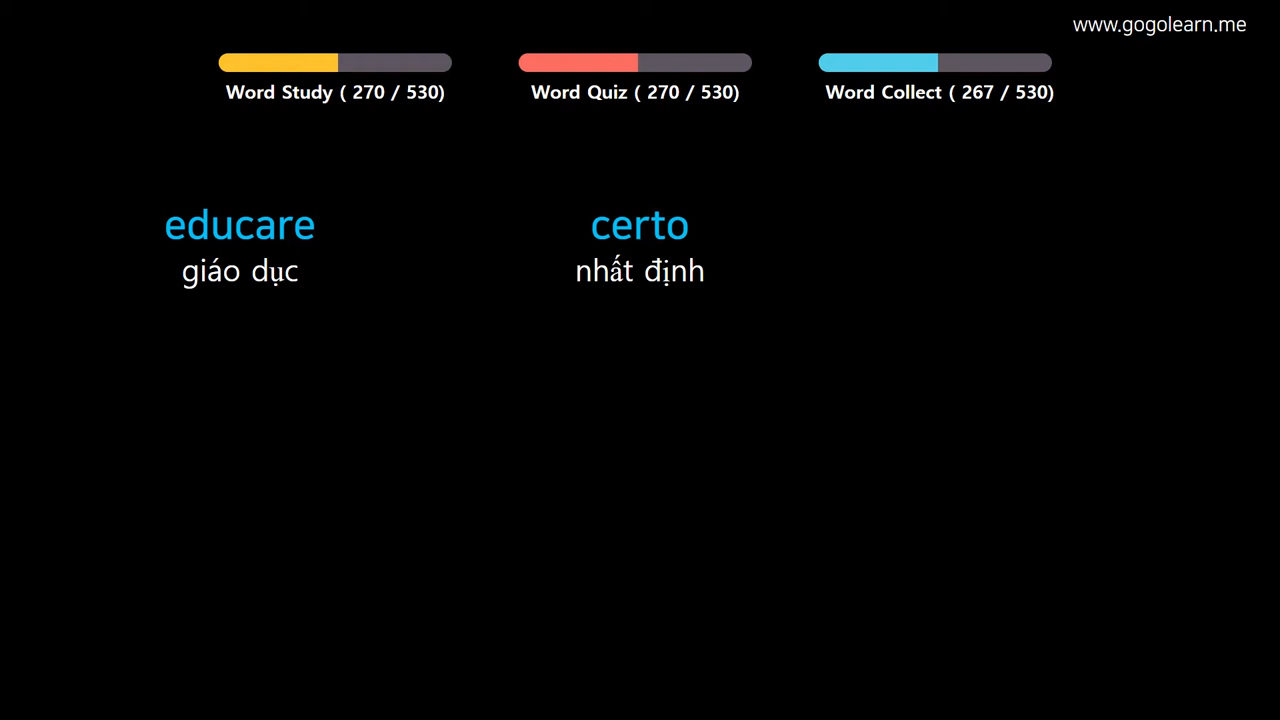 www.gogolearn.me
Word Study ( 270 / 530)
Word Quiz ( 270 / 530)
Word Collect ( 267 / 530)
educare
giáo dục
certo
nhất định